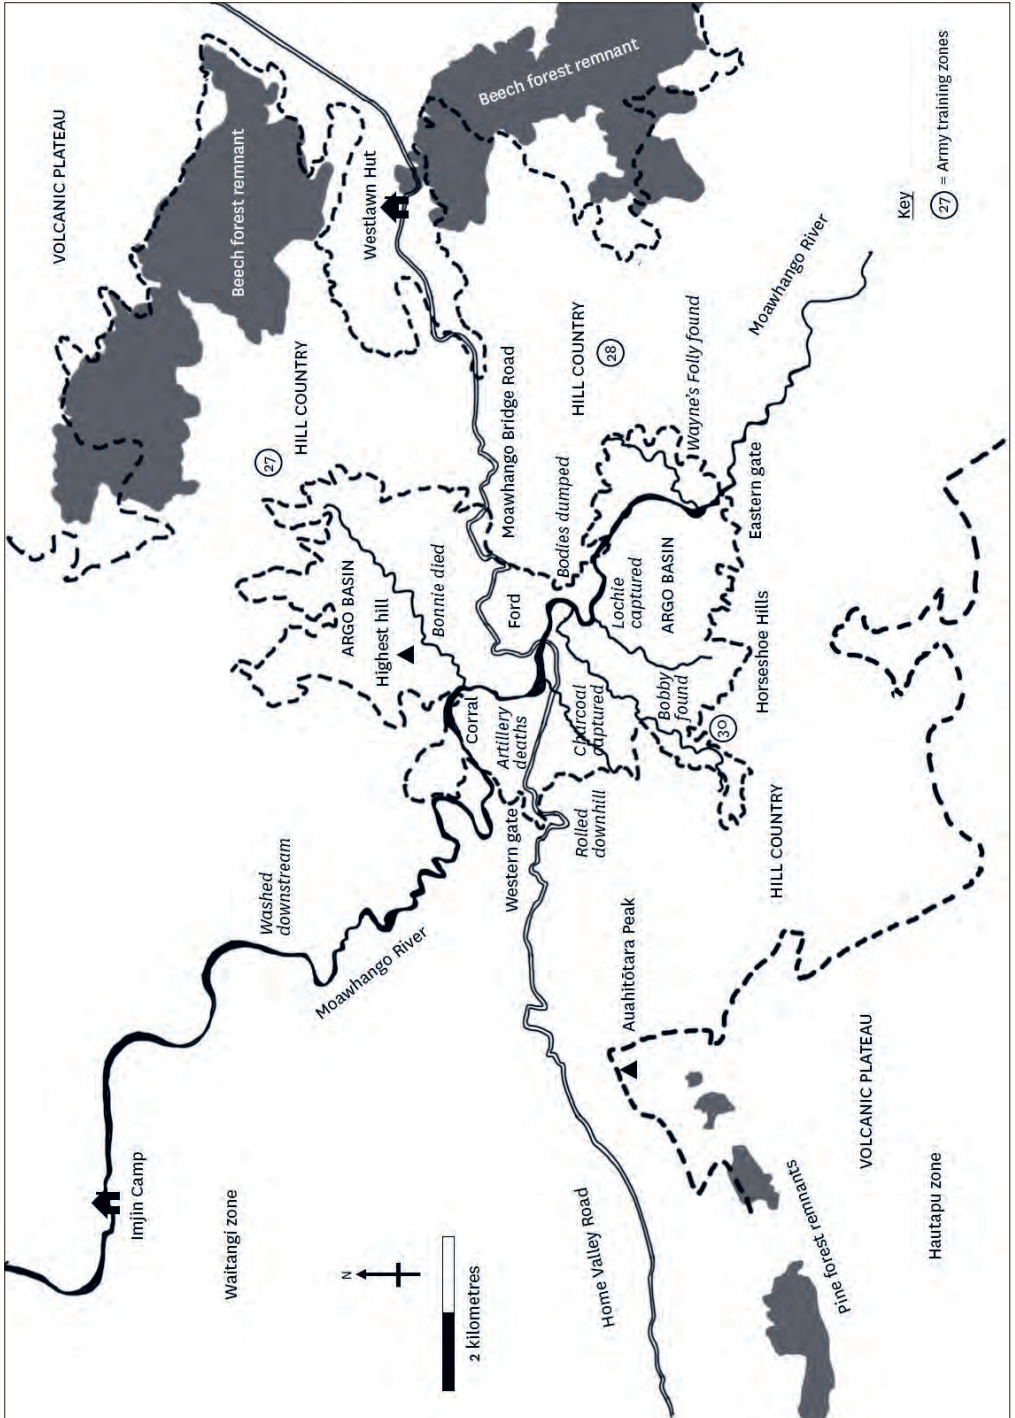 VOLCANIC PLATEAU
Beech forest remnant
Beech forest remnant
Westlawn Hut
Key
27 = Army training zones
Moawhango River
HILL COUNTRY
27
HILL COUNTRY
28
Wayne's Folly found
Moawhango Bridge Road
Bodies dumped
Eastern gate
ARGO BASIN
Highest hill
Bonnie died
Ford
Lochie
captured
ARGO BASIN
Horseshoe Hills
Corral
Artillery
deaths
Charcoal
captured
Bobby
found
30
Western gate
Rolled
downhill
HILL COUNTRY
Washed
downstream
Moawhango River
Auahitōtara Peak
VOLCANIC PLATEAU
Imjin Camp
Waitangi zone
N
2 kilometres
Home Valley Road
Pine forest remnants
Hautapu zone